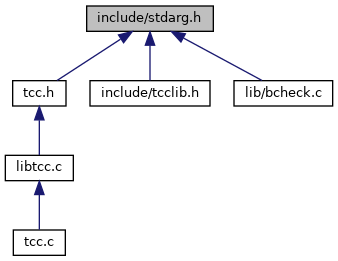 include/stdarg.h
tcc.h
include/tcclib.h
lib/bcheck.c
libtcc.c
tcc.c